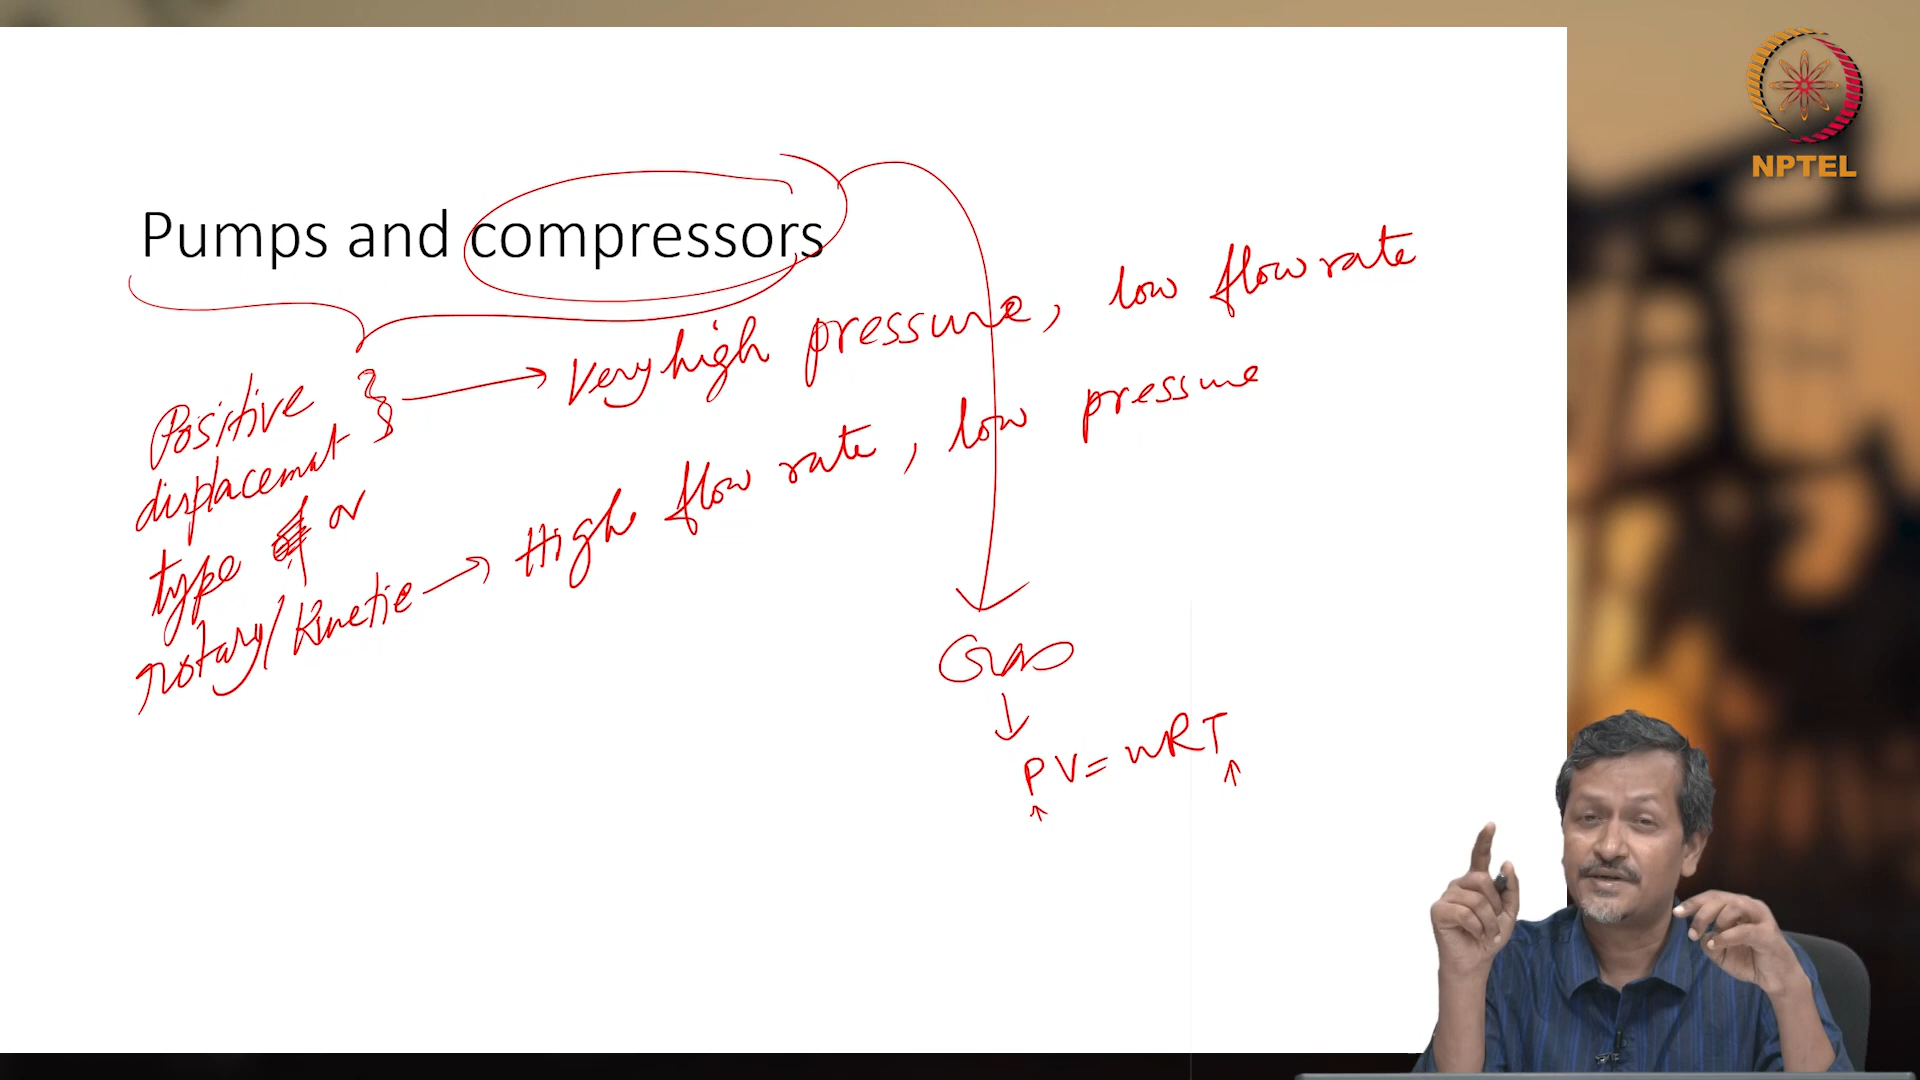 NPTEL
Pumps and compressors
Positive
displacemat
type or
rotary/Kinetic → High flow rate, low pressure
→ Very high pressure, low flow rate
Gas
↓
PV=nRT
↑ ↑